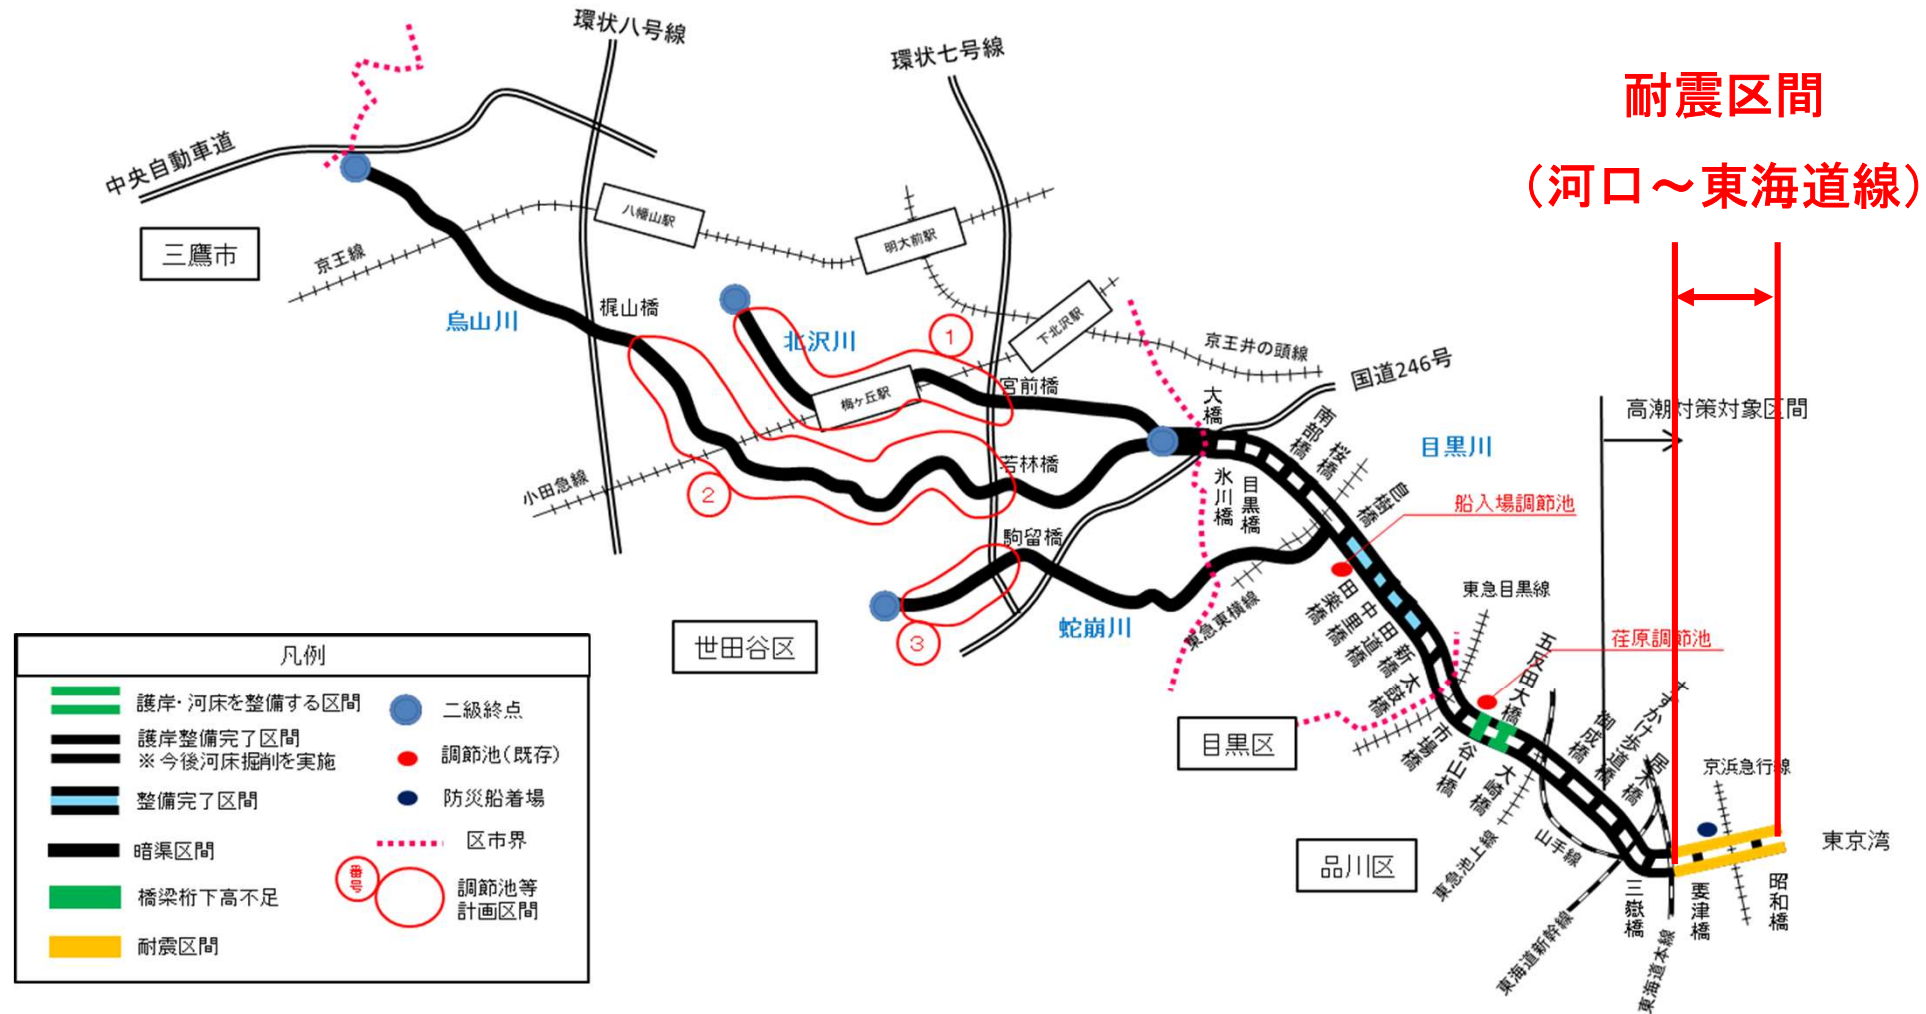 環状八号線
環状七号線
耐震区間
（河口～東海道線）
中央自動車道
八幡山駅
明大前駅
三鷹市
京王線
烏山川
梶山橋
北沢川
①
下北沢駅
京王井の頭線
国道246号
梅ヶ丘駅
宮前橋
大橋
南部橋
桜橋
目黒川
高潮対策対象区間
小田急線
②
若林橋
氷川橋
目黒橋
皀樹橋
船入場調節池
駒留橋
③
蛇崩川
東急東横線
田楽橋
中里橋
田道橋
新橋
太鼓橋
東急目黒線
荏原調節池
世田谷区
五反田大橋
目黒区
市場橋
谷山橋
大崎橋
御成橋
すずかけ歩道橋
居木橋
京浜急行線
品川区
東急池上線
山手線
東京湾
三嶽橋
要津橋
昭和橋
東海道新幹線
東海道本線
凡例
護岸・河床を整備する区間
護岸整備完了区間
※今後河床掘削を実施
整備完了区間
暗渠区間
橋梁桁下高不足
耐震区間
二級終点
調節池（既存）
防災船着場
区市界
番号
調節池等
計画区間